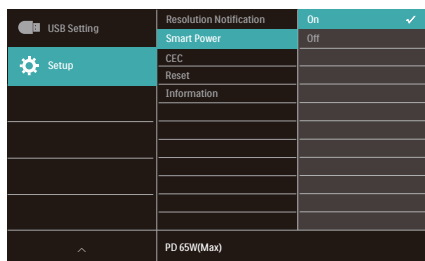 USB Setting
Setup
Resolution Notification
Smart Power
CEC
Reset
Information
On
Off
PD 65W(Max)